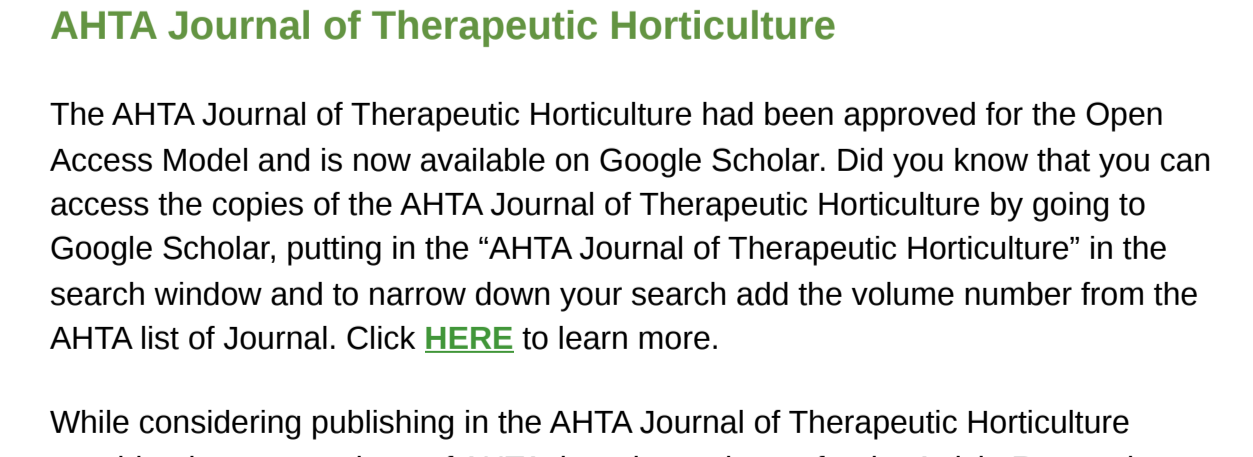 AHTA Journal of Therapeutic Horticulture
The AHTA Journal of Therapeutic Horticulture had been approved for the Open
Access Model and is now available on Google Scholar. Did you know that you can
access the copies of the AHTA Journal of Therapeutic Horticulture by going to
Google Scholar, putting in the “AHTA Journal of Therapeutic Horticulture” in the
search window and to narrow down your search add the volume number from the
AHTA list of Journal. Click HERE to learn more.
While considering publishing in the AHTA Journal of Therapeutic Horticulture